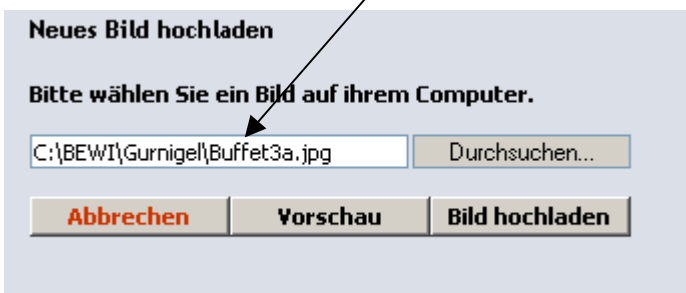 Neues Bild hochladen
Bitte wählen Sie ein Bild auf ihrem Computer.
C:\BEWI\Gurnigel\Buffet3a.jpg Durchsuchen...
Abbrechen Vorschau Bild hochladen